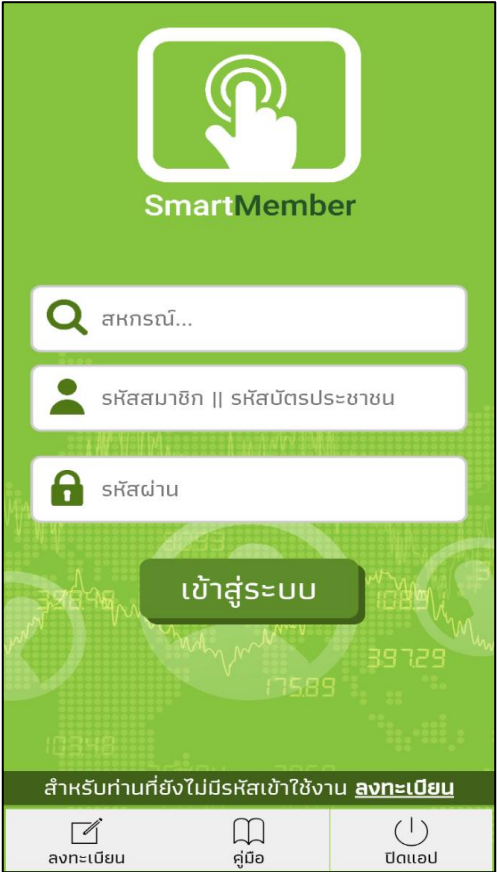 SmartMember
สหกรณ์...
รหัสสมาชิก || รหัสบัตรประชาชน
รหัสผ่าน
เข้าสู่ระบบ
397.29
175.89
สำหรับท่านที่ยังไม่มีรหัสเข้าใช้งาน ลงทะเบียน
ลงทะเบียน คู่มือ ปิดแอป